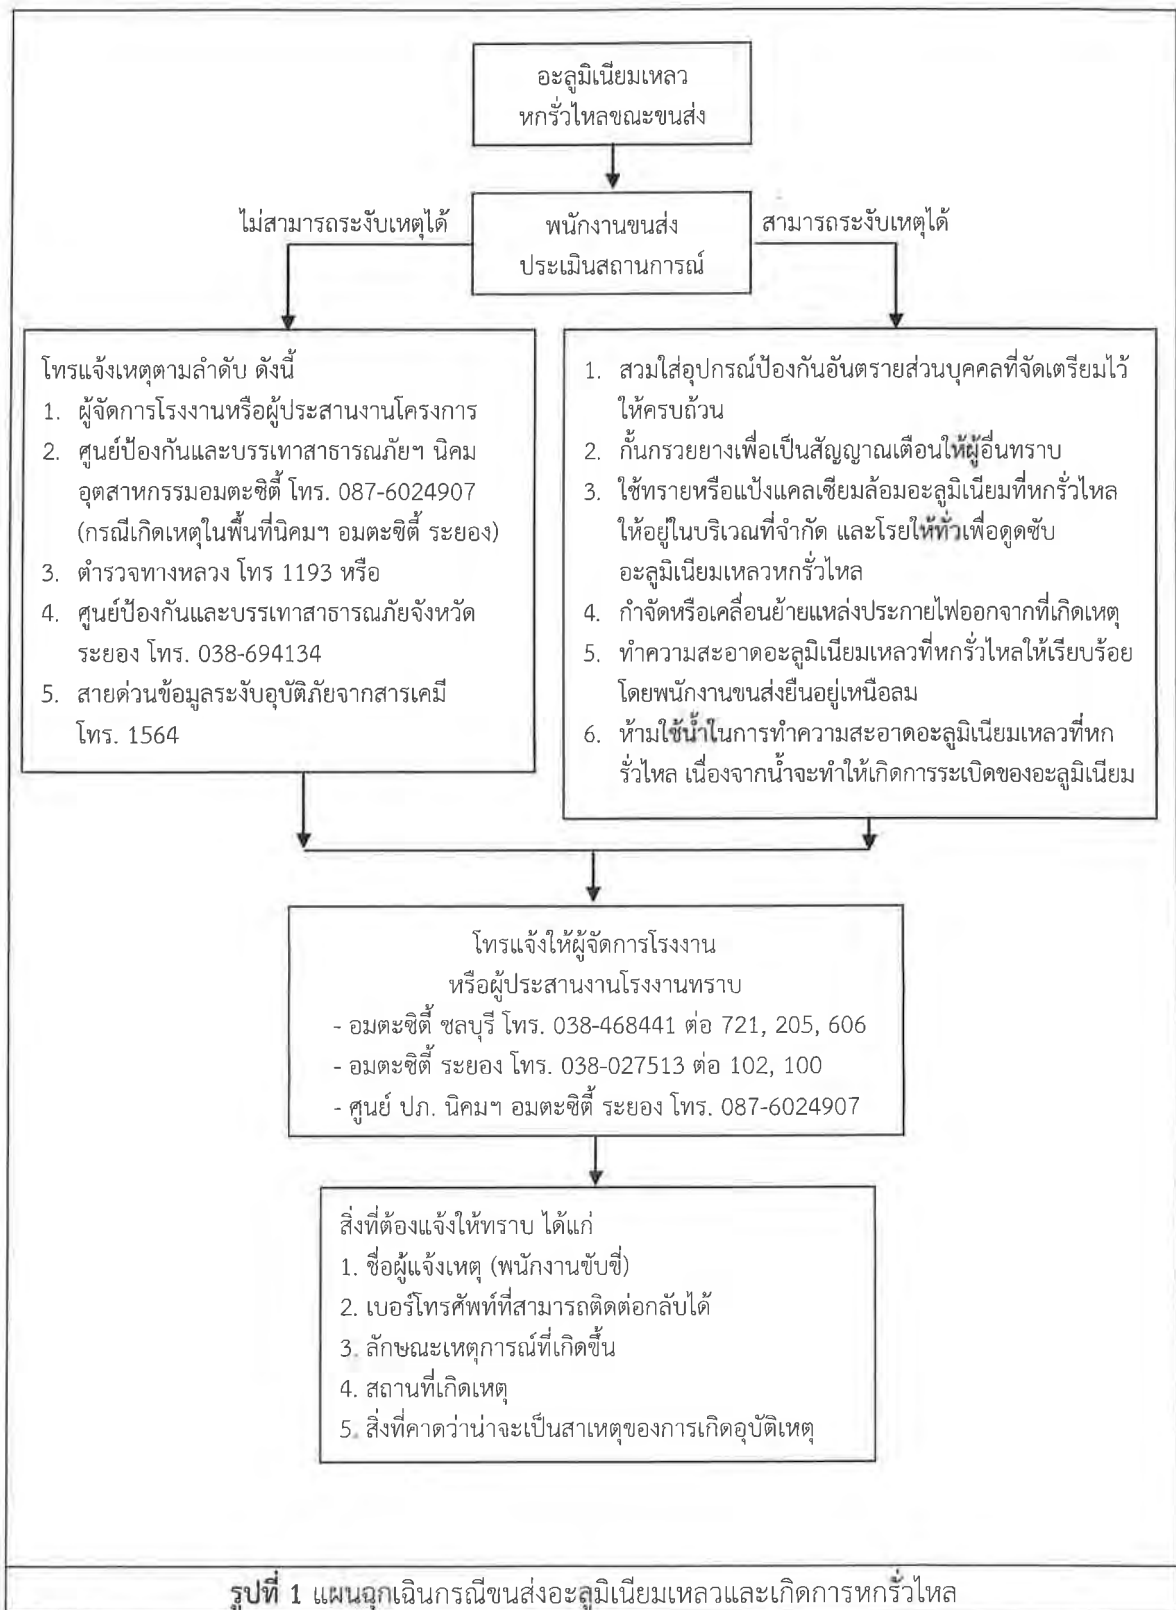 อะลูมิเนียมเหลว
หกรั่วไหลขณะขนส่ง
ไม่สามารถระงับเหตุได้
พนักงานขนส่ง
ประเมินสถานการณ์
สามารถระงับเหตุได้
โทรแจ้งเหตุตามลำดับ ดังนี้
1. ผู้จัดการโรงงานหรือผู้ประสานงานโครงการ
2. ศูนย์ป้องกันและบรรเทาสาธารณภัยฯ นิคม
อุตสาหกรรมอมตะซิตี้ โทร. 087-6024907
(กรณีเกิดเหตุในพื้นที่นิคมฯ อมตะซิตี้ ระยอง)
3. ตำรวจทางหลวง โทร 1193 หรือ
4. ศูนย์ป้องกันและบรรเทาสาธารณภัยจังหวัด
ระยอง โทร. 038-694134
5. สายด่วนข้อมูลระงับอุบัติภัยจากสารเคมี
โทร. 1564
1. สวมใส่อุปกรณ์ป้องกันอันตรายส่วนบุคคลที่จัดเตรียมไว้
ให้ครบถ้วน
2. กั้นกรวยยางเพื่อเป็นสัญญาณเตือนให้ผู้อื่นทราบ
3. ใช้ทรายหรือแป้งแคลเซียมล้อมอะลูมิเนียมที่หกรั่วไหล
ให้อยู่ในบริเวณที่จำกัด และโรยให้ทั่วเพื่อดูดซับ
อะลูมิเนียมเหลวหกรั่วไหล
4. กำจัดหรือเคลื่อนย้ายแหล่งประกายไฟออกจากที่เกิดเหตุ
5. ทำความสะอาดอะลูมิเนียมเหลวที่หกรั่วไหลให้เรียบร้อย
โดยพนักงานขนส่งยืนอยู่เหนือลม
6. ห้ามใช้น้ำในการทำความสะอาดอะลูมิเนียมเหลวที่หก
รั่วไหล เนื่องจากน้ำจะทำให้เกิดการระเบิดของอะลูมิเนียม
โทรแจ้งให้ผู้จัดการโรงงาน
หรือผู้ประสานงานโรงงานทราบ
- อมตะซิตี้ ชลบุรี โทร. 038-468441 ต่อ 721, 205, 606
- อมตะซิตี้ ระยอง โทร. 038-027513 ต่อ 102, 100
- ศูนย์ ปภ. นิคมฯ อมตะซิตี้ ระยอง โทร. 087-6024907
สิ่งที่ต้องแจ้งให้ทราบ ได้แก่
1. ชื่อผู้แจ้งเหตุ (พนักงานขับขี่)
2. เบอร์โทรศัพท์ที่สามารถติดต่อกลับได้
3. ลักษณะเหตุการณ์ที่เกิดขึ้น
4. สถานที่เกิดเหตุ
5. สิ่งที่คาดว่าน่าจะเป็นสาเหตุของการเกิดอุบัติเหตุ
รูปที่ 1 แผนฉุกเฉินกรณีขนส่งอะลูมิเนียมเหลวและเกิดการหกรั่วไหล